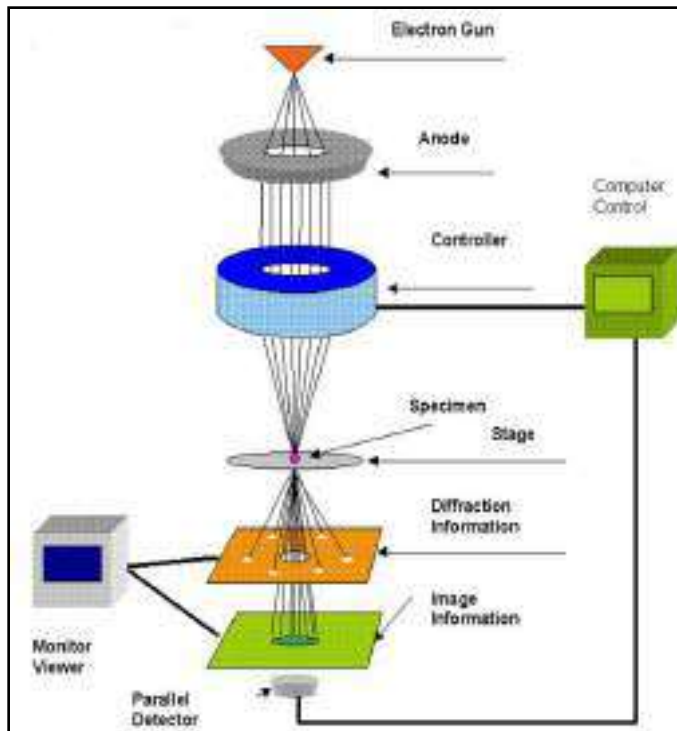 Electron Gun
Anode
Computer
Control
Controller
Specimen
Stage
Diffraction
Information
Image
Information
Monitor
Viewer
Parallel
Detector